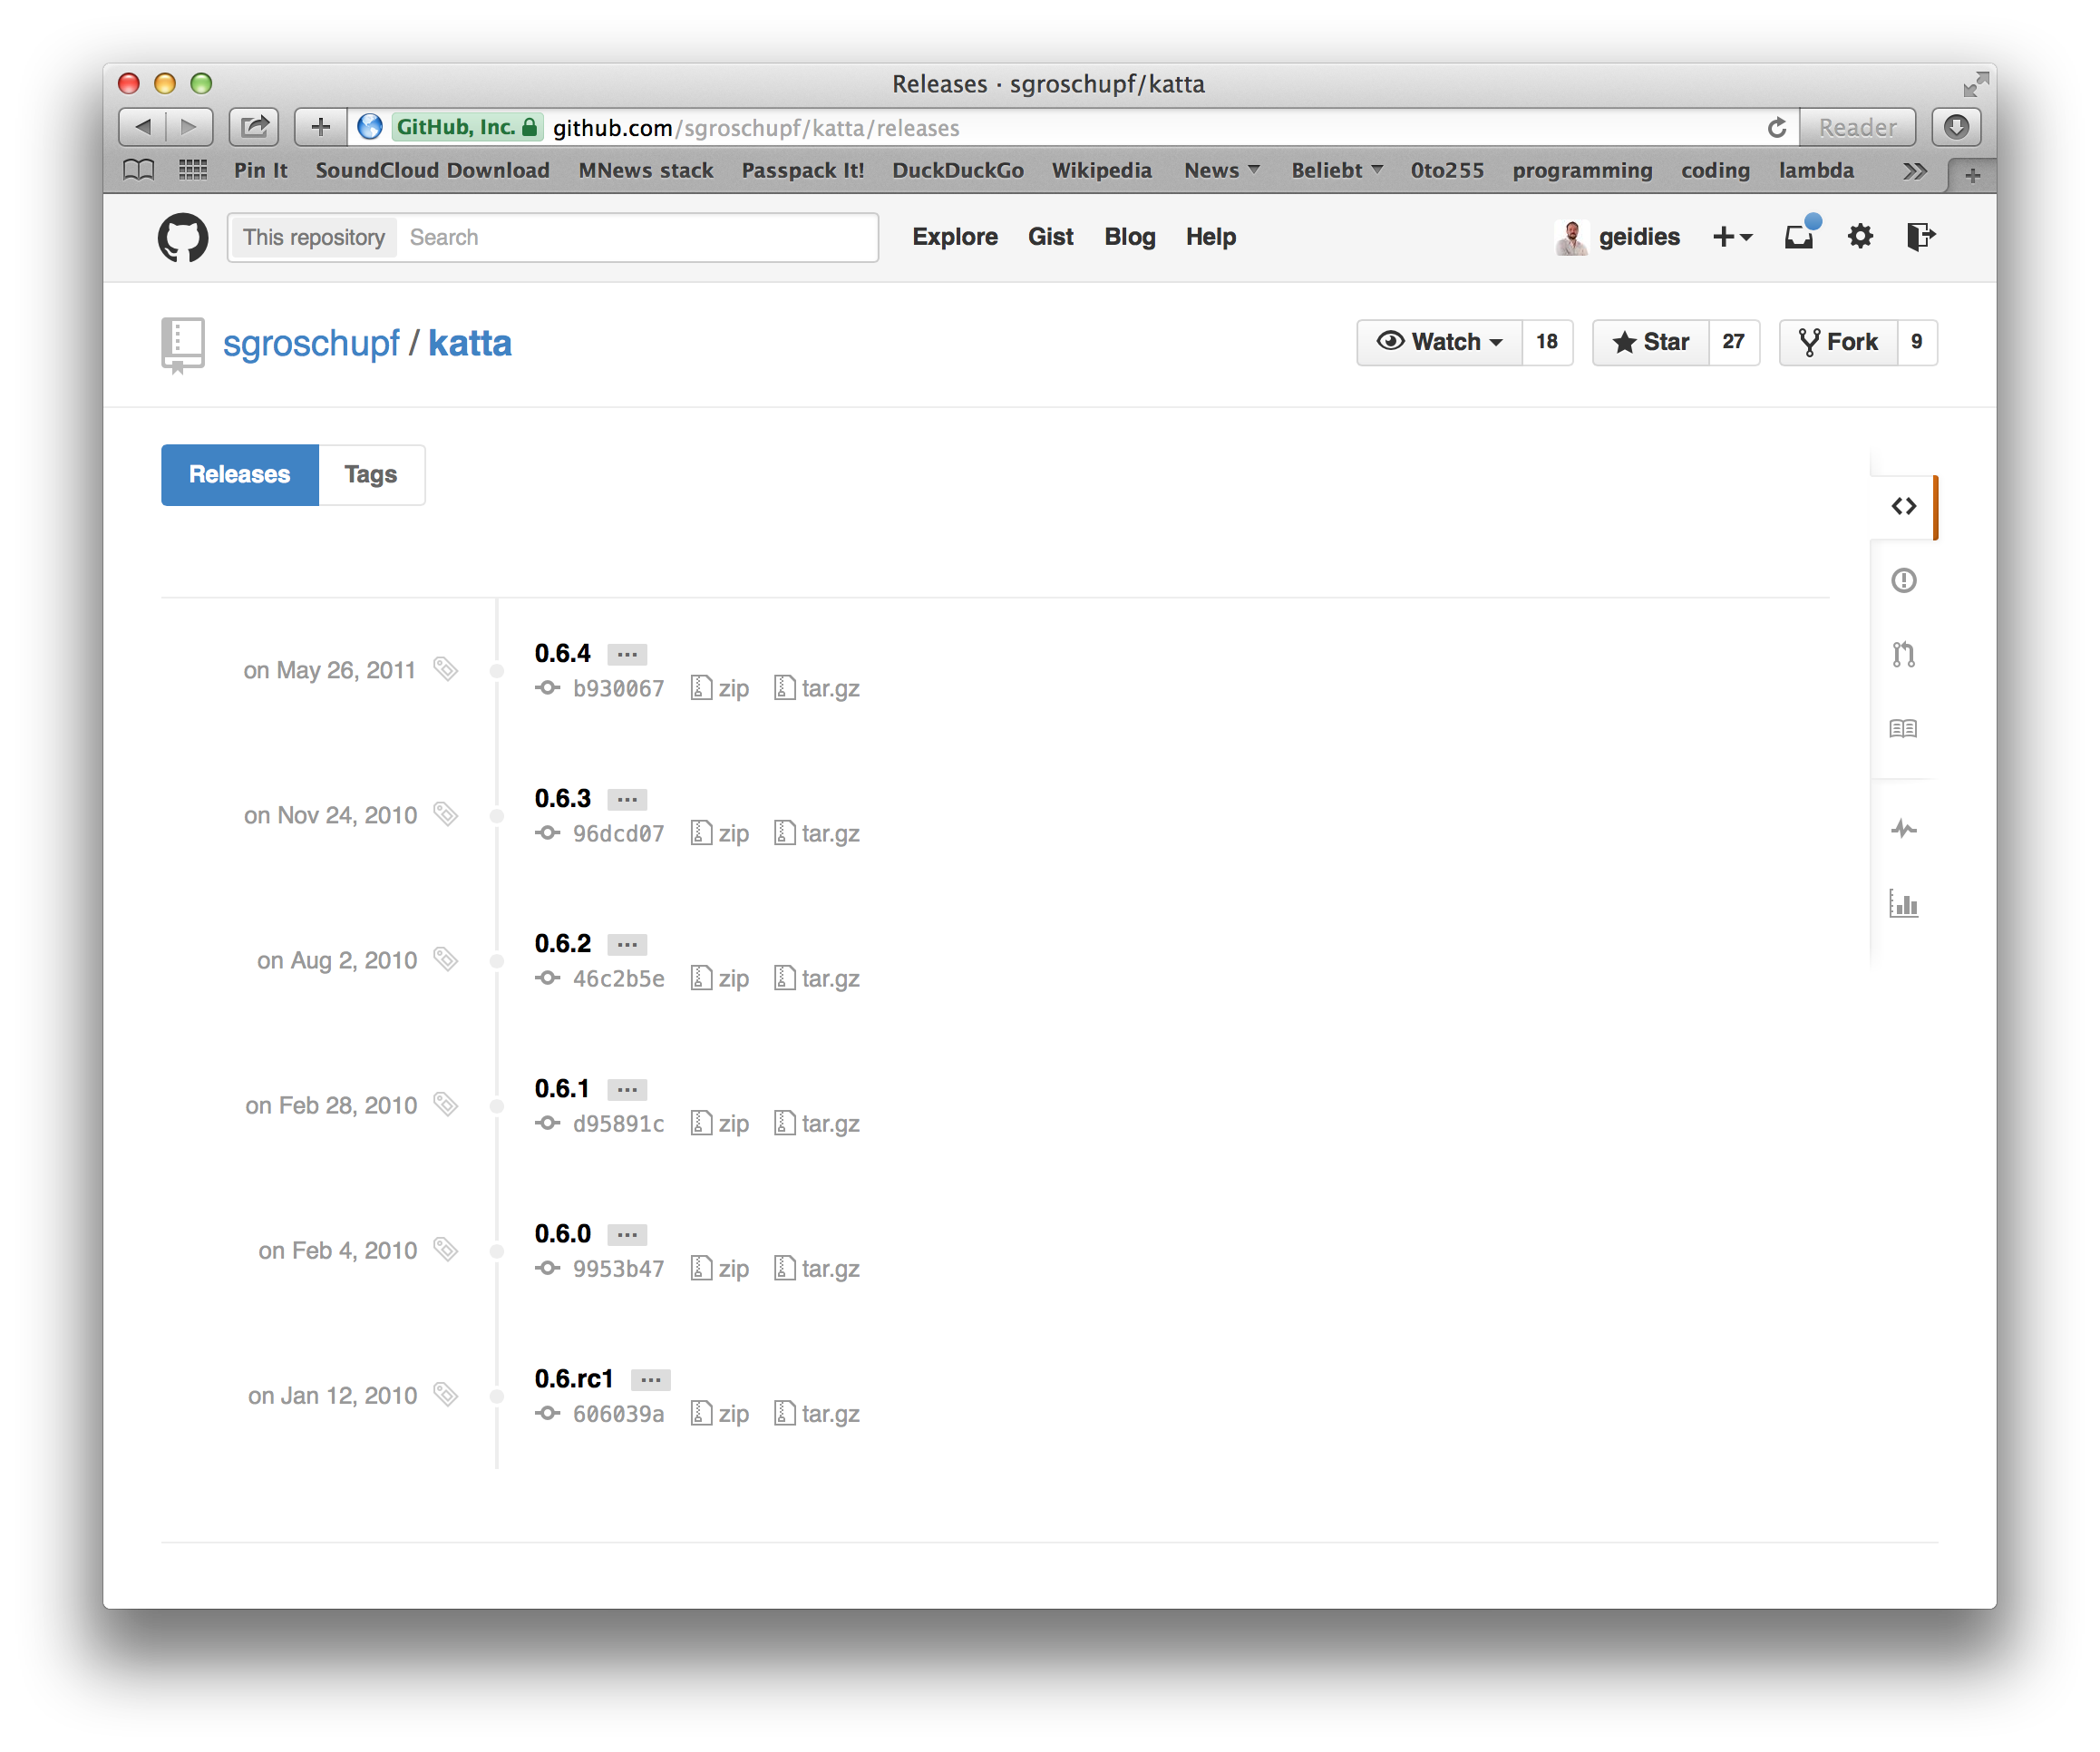 Releases · sgroschupf/katta
GitHub, Inc. github.com/sgroschupf/katta/releases Reader
Pin It SoundCloud Download MNews stack Passpack It! DuckDuckGo Wikipedia News Beliebt 0to255 programming coding lambda
This repository Search Explore Gist Blog Help geidies
sgroschupf / katta Watch 18 Star 27 Fork 9
Releases Tags
on May 26, 2011
0.6.4 ...
b930067 zip tar.gz
on Nov 24, 2010
0.6.3 ...
96dcd07 zip tar.gz
on Aug 2, 2010
0.6.2 ...
46c2b5e zip tar.gz
on Feb 28, 2010
0.6.1 ...
d95891c zip tar.gz
on Feb 4, 2010
0.6.0 ...
9953b47 zip tar.gz
on Jan 12, 2010
0.6.rc1 ...
606039a zip tar.gz